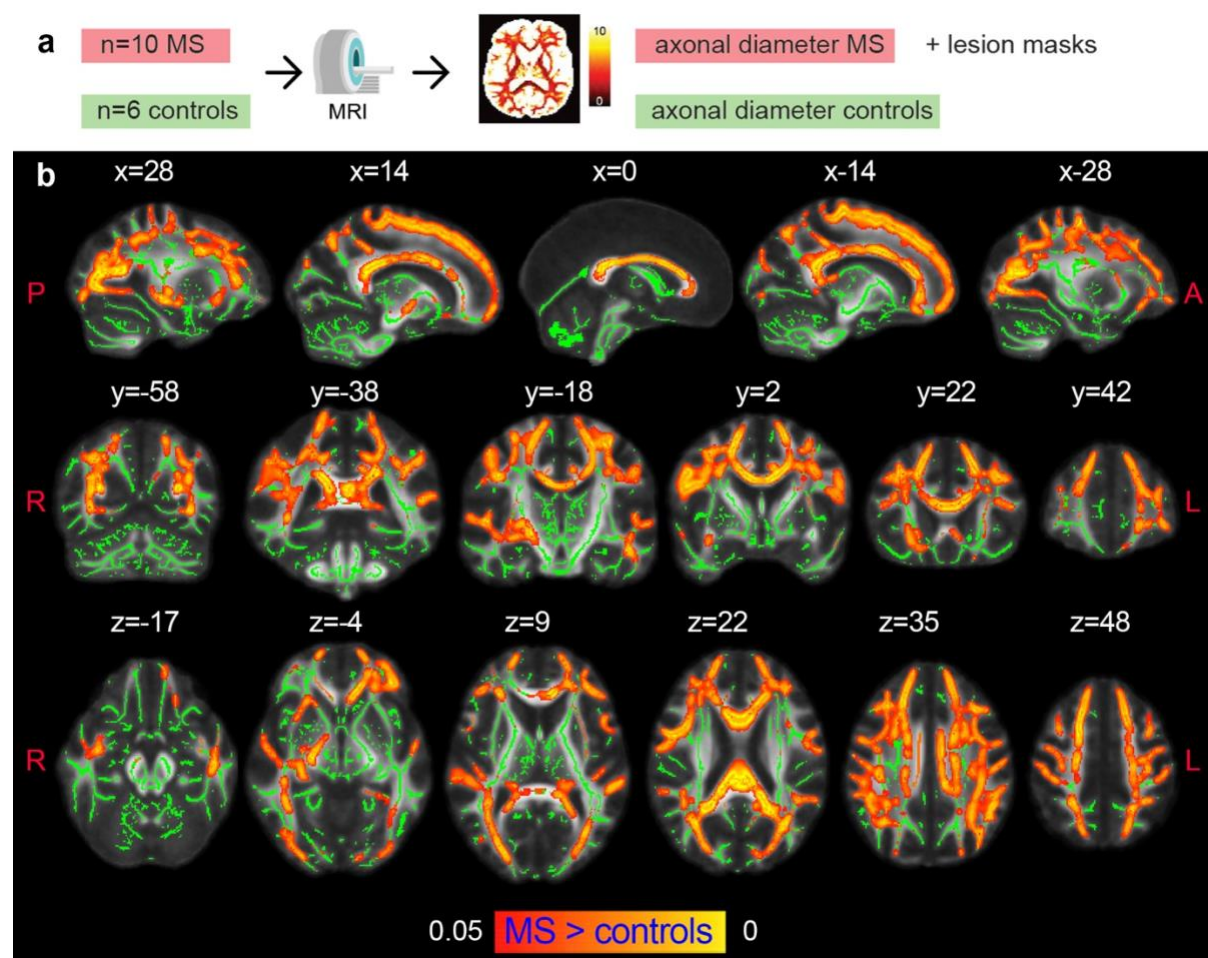 a
n=10 MS
n=6 controls
MRI
10
0
axonal diameter MS + lesion masks
axonal diameter controls
b
x=28 x=14 x=0 x-14 x-28
P A
y=-58 y=-38 y=-18 y=2 y=22 y=42
R L
z=-17 z=-4 z=9 z=22 z=35 z=48
R L
0.05 MS > controls 0